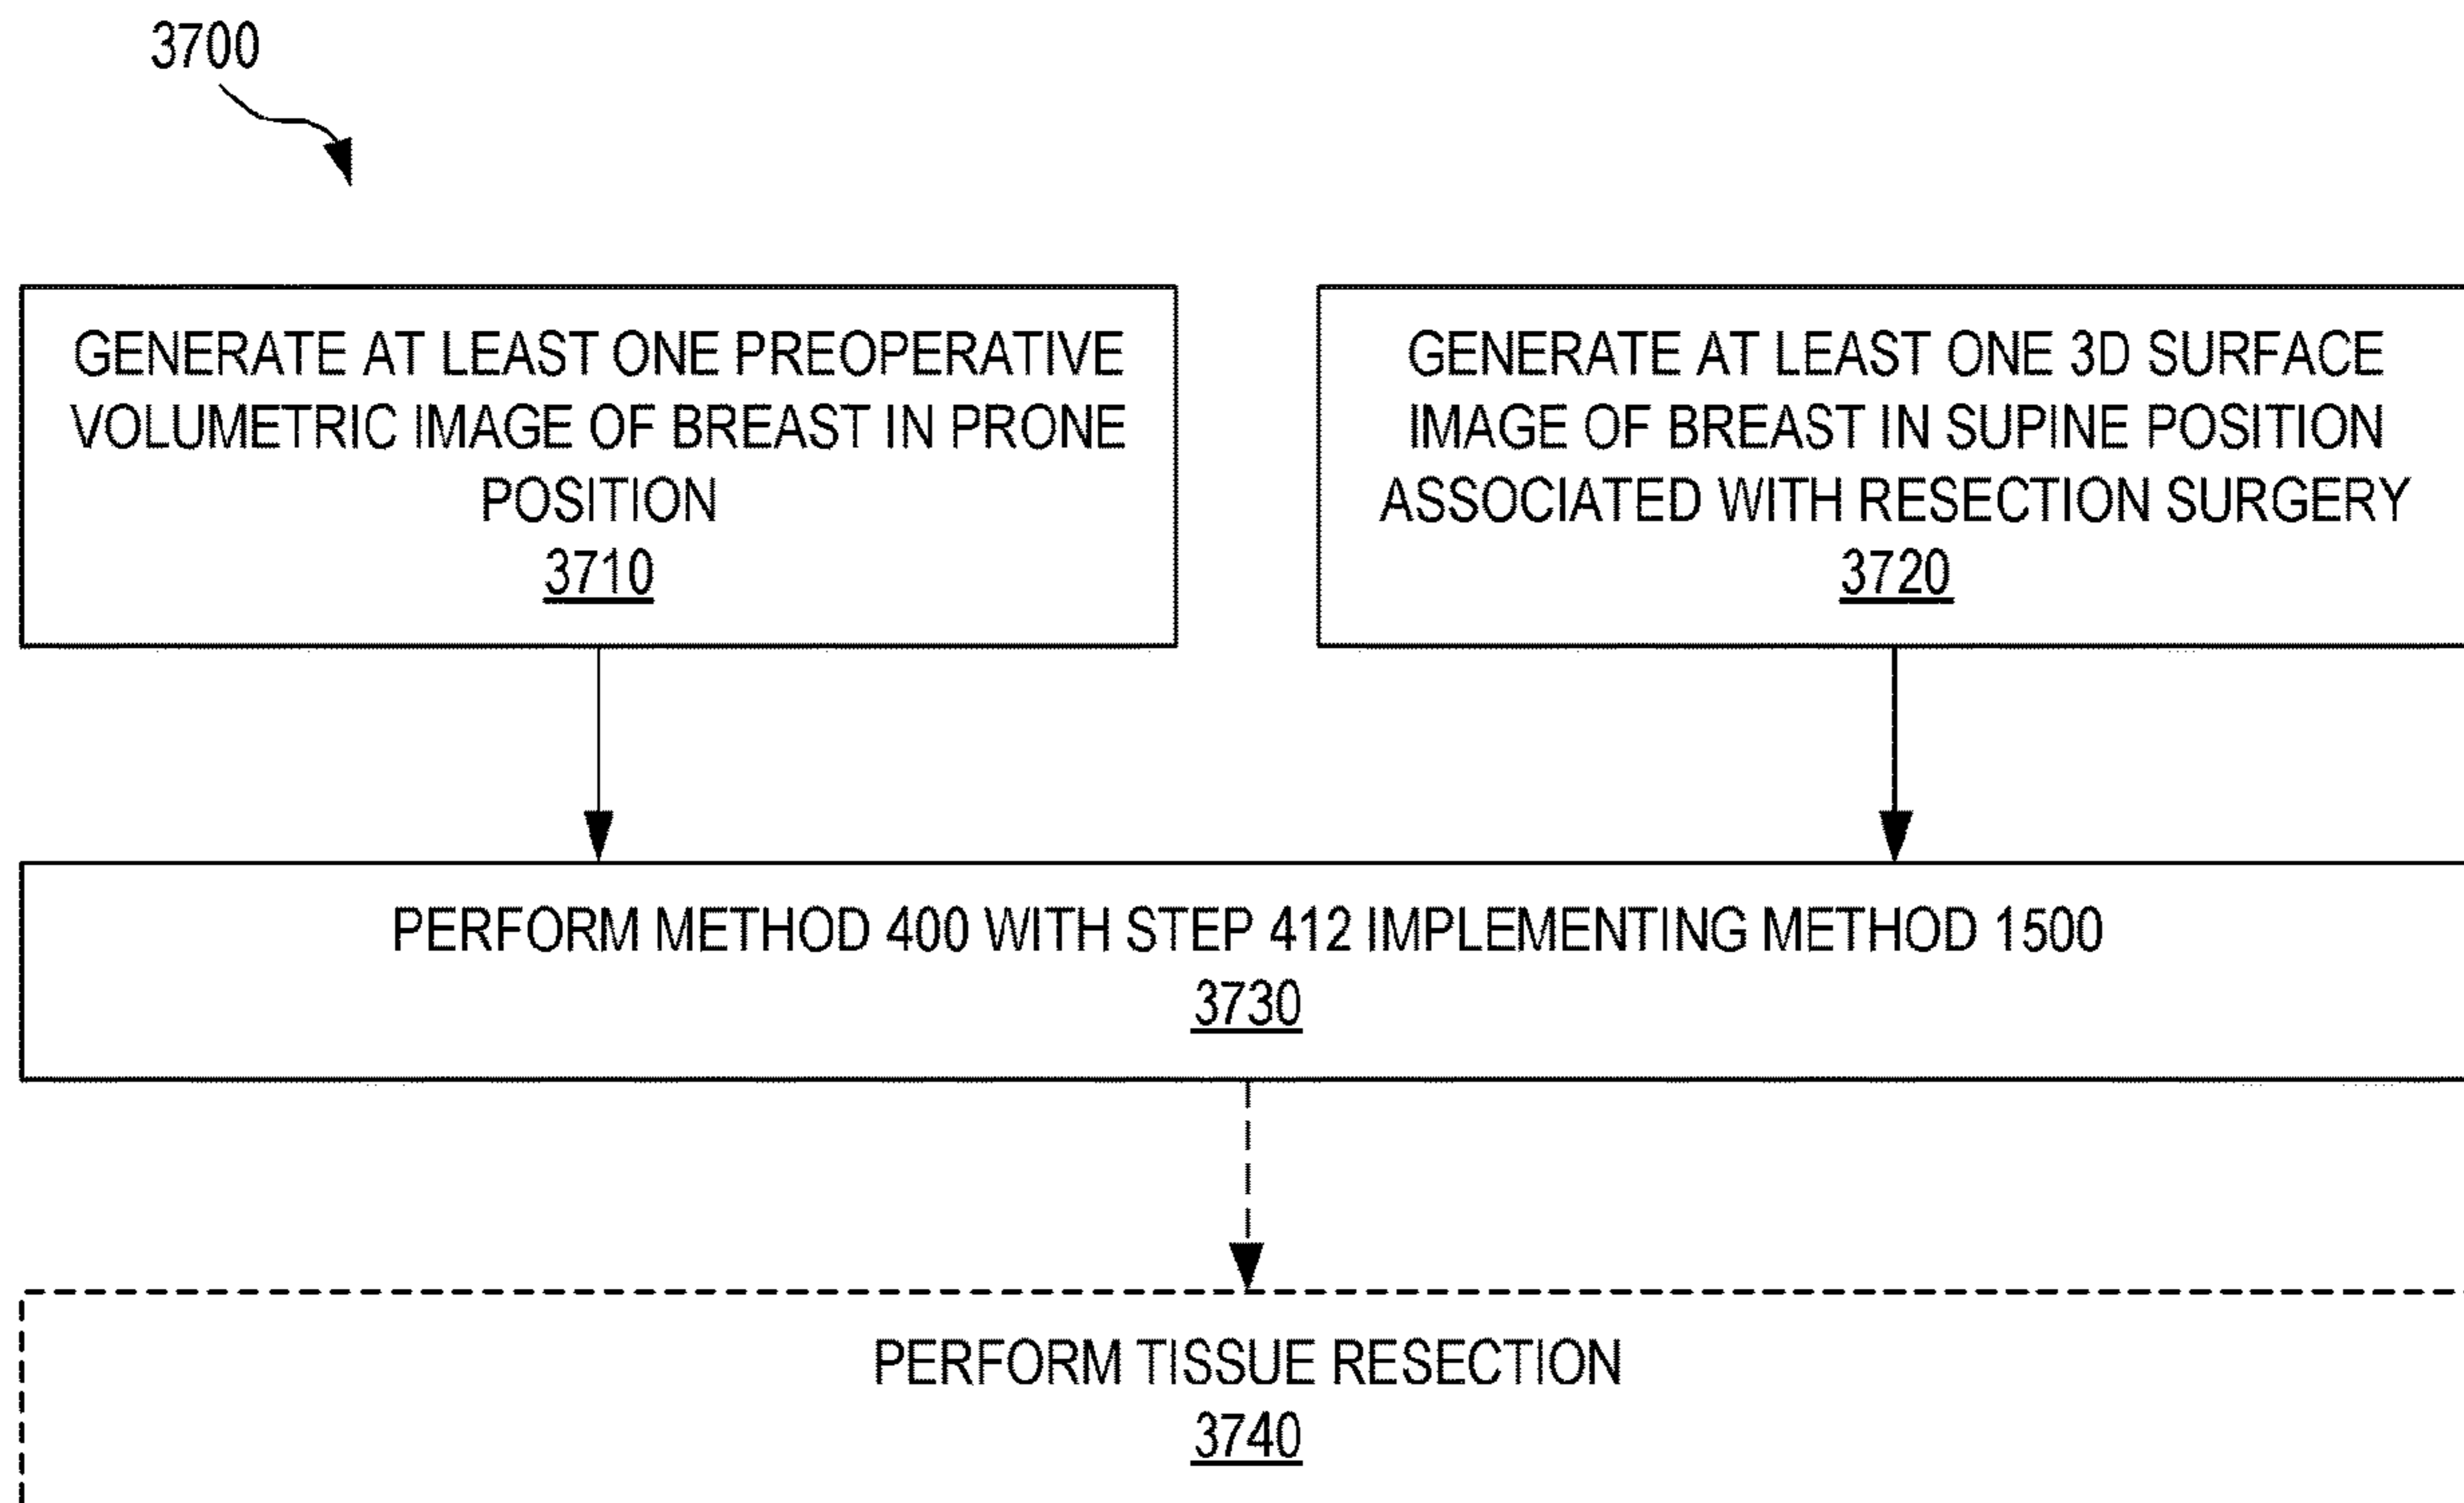 3700
GENERATE AT LEAST ONE PREOPERATIVE
VOLUMETRIC IMAGE OF BREAST IN PRONE
POSITION
3710
GENERATE AT LEAST ONE 3D SURFACE
IMAGE OF BREAST IN SUPINE POSITION
ASSOCIATED WITH RESECTION SURGERY
3720
PERFORM METHOD 400 WITH STEP 412 IMPLEMENTING METHOD 1500
3730
PERFORM TISSUE RESECTION
3740